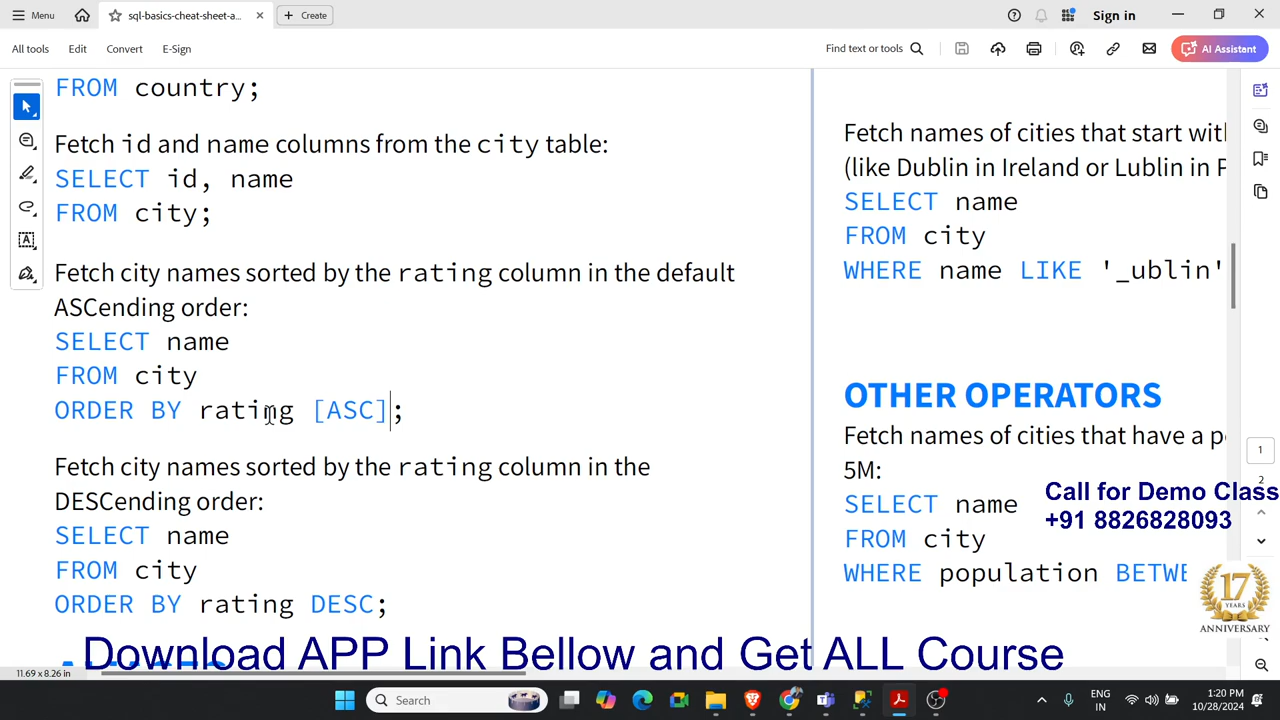 Menu
sql-basics-cheat-sheet-a...
Create
Sign in
All tools
Edit
Convert
E-Sign
Find text or tools
AI Assistant
FROM country;
Fetch id and name columns from the city table:
SELECT id, name
FROM city;
Fetch city names sorted by the rating column in the default
ASCending order:
SELECT name
FROM city
ORDER BY rating [ASC];
Fetch city names sorted by the rating column in the
DESCending order:
SELECT name
FROM city
ORDER BY rating DESC;
Fetch names of cities that start with
(like Dublin in Ireland or Lublin in P
SELECT name
FROM city
WHERE name LIKE '_ublin'
OTHER OPERATORS
Fetch names of cities that have a po
5M:
SELECT name
FROM city
WHERE population BETWE
1
2
Call for Demo Class
+91 8826828093
17
YEARS
ANNIVERSARY
Download APP Link Bellow and Get ALL Course
11.69 x 8.26 in
Search
ENG
IN
1:20 PM
10/28/2024